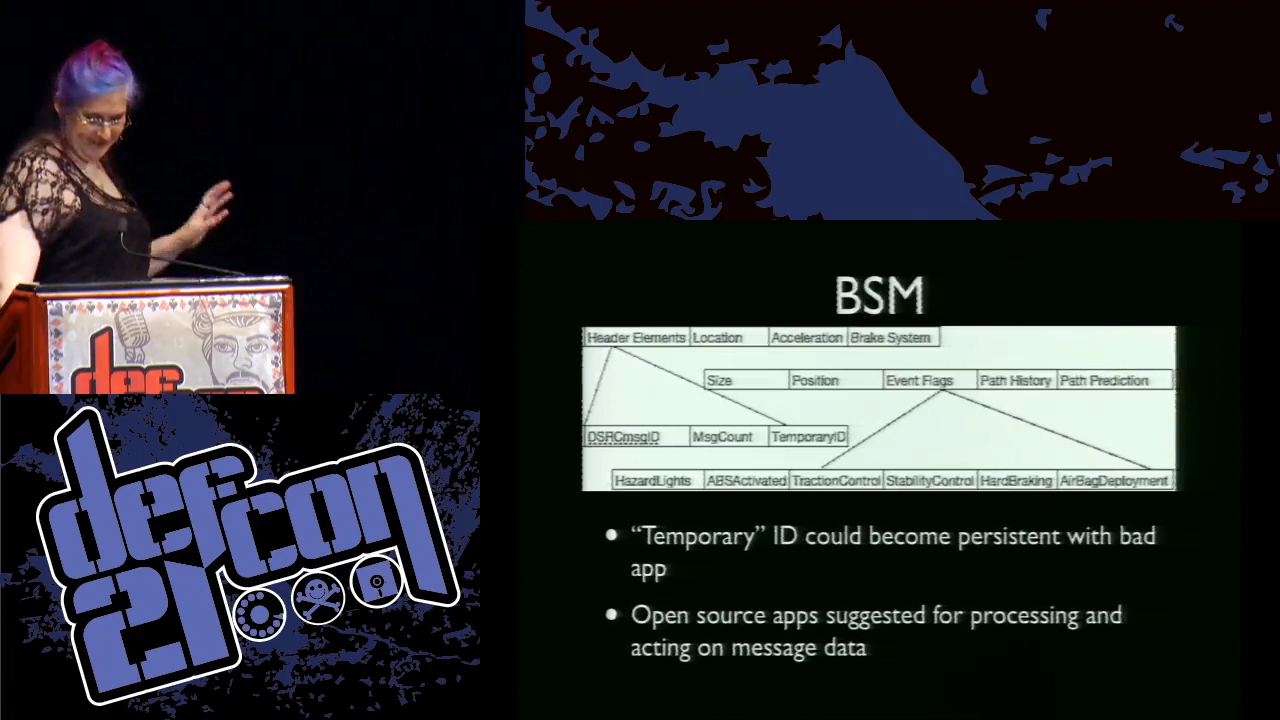 BSM
Header Elements Location Acceleration Brake System
Size Position Event Flags Path History Path Prediction
DSRCmsgID MsgCount TemporaryID
HazardLights ABSActivated TractionControl StabilityControl HardBraking AirBagDeployment
• “Temporary” ID could become persistent with bad
app
• Open source apps suggested for processing and
acting on message data
def
defcon
21